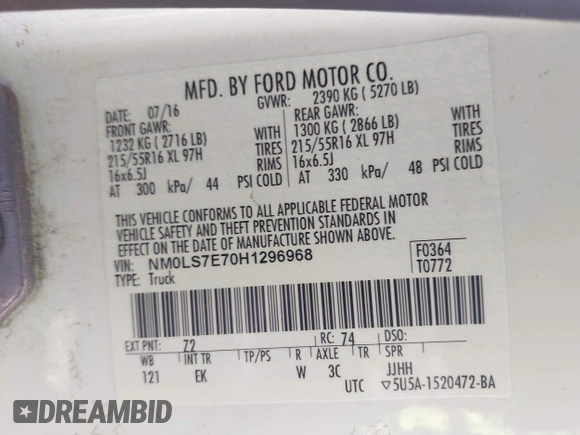 MFD. BY FORD MOTOR CO.
DATE: 07/16 GVWR: 2390 KG ( 5270 LB)
FRONT GAWR: REAR GAWR:
1232 KG ( 2716 LB) WITH 1300 KG ( 2866 LB) WITH
215/55R16 XL 97H TIRES 215/55R16 XL 97H TIRES
16x6.5J RIMS 16x6.5J RIMS
AT 300 kPa/ 44 PSI COLD AT 330 kPa/ 48 PSI COLD
THIS VEHICLE CONFORMS TO ALL APPLICABLE FEDERAL MOTOR
VEHICLE SAFETY AND THEFT PREVENTION STANDARDS IN
EFFECT ON THE DATE OF MANUFACTURE SHOWN ABOVE.
VIN: NM0LS7E70H1296968 F0364
TYPE: Truck T0772
EXT PNT: 72 RC: 74 DSO:
WB INT TR TP/PS R AXLE TR SPR
121 EK W 3C JJHH
UTC ▽5U5A-1520472-BA
DREAMBID